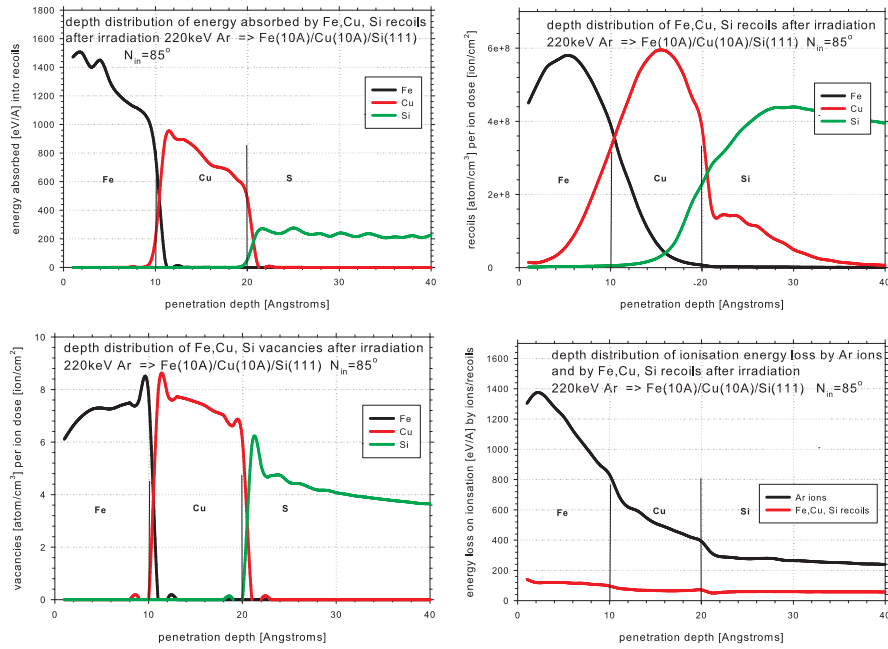 depth distribution of energy absorbed by Fe,Cu, Si recoils
after irradiation 220keV Ar => Fe(10A)/Cu(10A)/Si(111)
N_in=85°
energy absorbed [eV/A] into recoils
1800
1600
1400
1200
1000
800
600
400
200
0
Fe
Cu
Si
Fe
Cu
S
0
10
20
30
40
penetration depth [Angstroms]
depth distribution of Fe,Cu, Si recoils after irradiation
220keV Ar => Fe(10A)/Cu(10A)/Si(111) N_in=85°
recoils [atom/cm³] per ion dose [ion/cm²]
6e+8
4e+8
2e+8
0
Fe
Cu
Si
Fe
Cu
Si
0
10
20
30
40
penetration depth [Angstroms]
depth distribution of Fe,Cu, Si vacancies after irradiation
220keV Ar => Fe(10A)/Cu(10A)/Si(111) N_in=85°
vacancies [atom/cm³] per ion dose [ion/cm²]
10
8
6
4
2
0
Fe
Cu
Si
Fe
Cu
S
0
10
20
30
40
penetration depth [Angstroms]
depth distribution of ionisation energy loss by Ar ions
and by Fe,Cu, Si recoils after irradiation
220keV Ar => Fe(10A)/Cu(10A)/Si(111) N_in=85°
energy loss on ionisation [eV/A] by ions/recoils
1600
1400
1200
1000
800
600
400
200
0
Fe
Cu
Si
Ar ions
Fe,Cu, Si recoils
0
10
20
30
40
penetration depth [Angstroms]